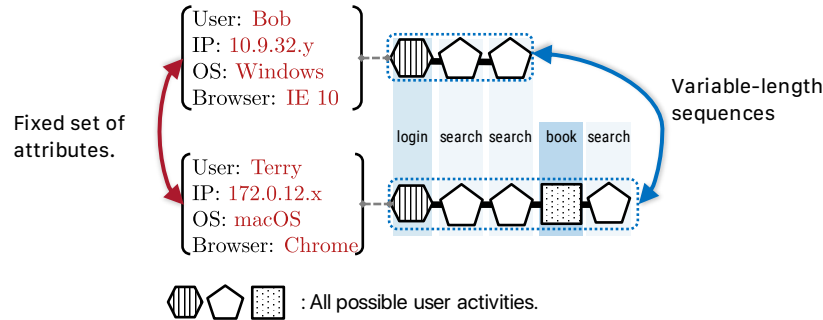 User: Bob
IP: 10.9.32.y
OS: Windows
Browser: IE 10
Variable-length
sequences
Fixed set of
attributes.
login search search book search
User: Terry
IP: 172.0.12.x
OS: macOS
Browser: Chrome
: All possible user activities.